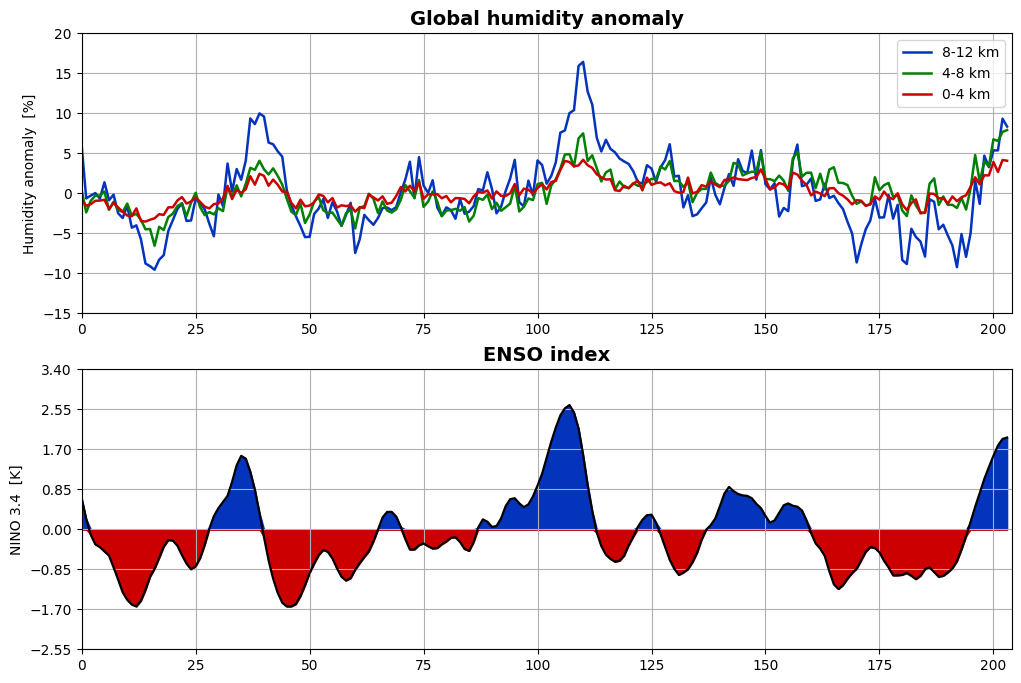 Global humidity anomaly
Humidity anomaly [%]
20
15
10
5
0
−5
−10
−15
8-12 km
4-8 km
0-4 km
0 25 50 75 100 125 150 175 200
ENSO index
NINO 3.4 [K]
3.40
2.55
1.70
0.85
0.00
−0.85
−1.70
−2.55
0 25 50 75 100 125 150 175 200